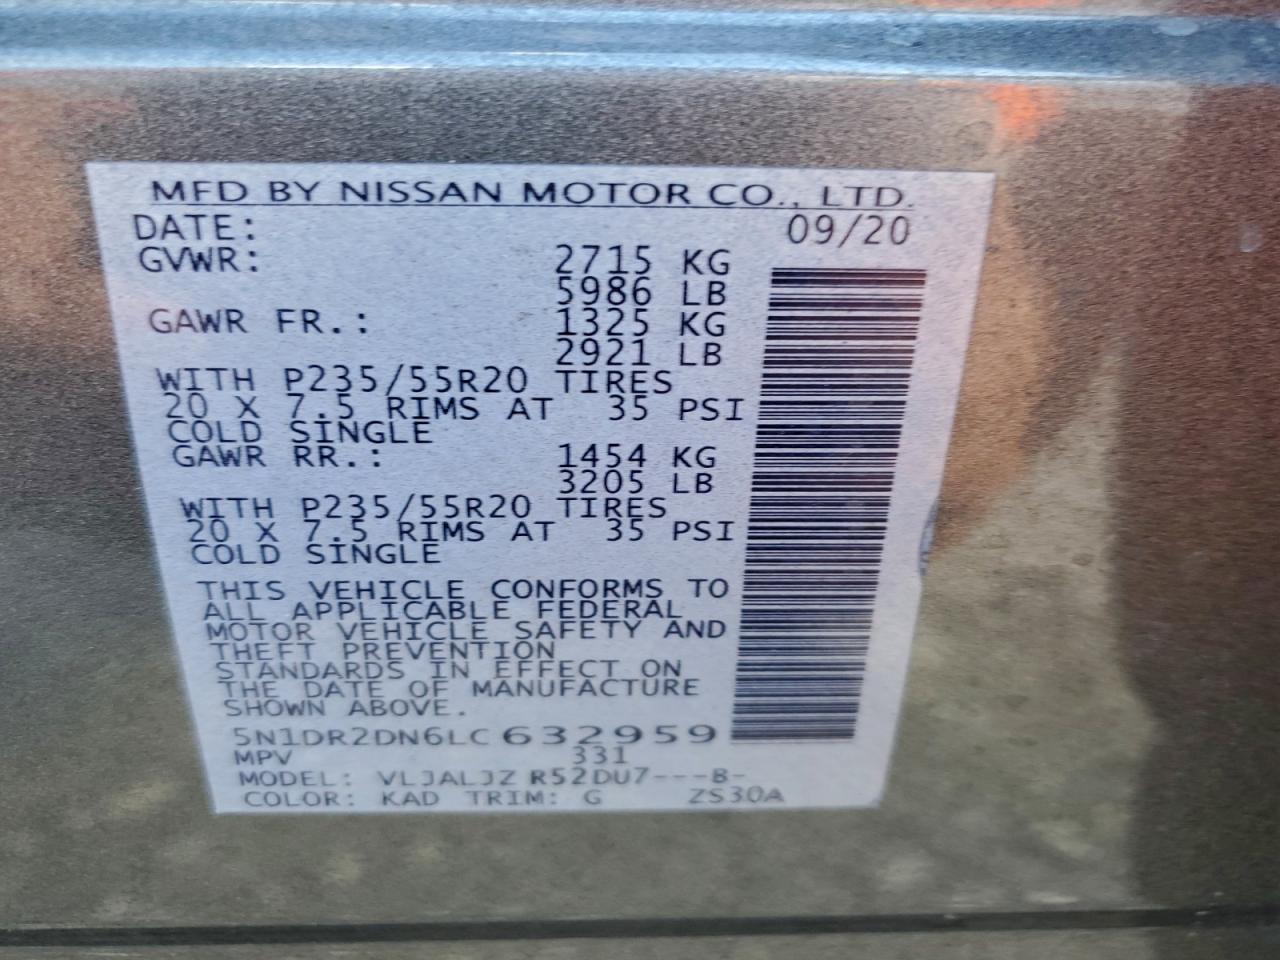 MFD BY NISSAN MOTOR CO., LTD.
DATE: 09/20
GVWR: 2715 KG
5986 LB
GAWR FR.: 1325 KG
2921 LB
WITH P235/55R20 TIRES
20 X 7.5 RIMS AT 35 PSI
COLD SINGLE
GAWR RR.: 1454 KG
3205 LB
WITH P235/55R20 TIRES
20 X 7.5 RIMS AT 35 PSI
COLD SINGLE
THIS VEHICLE CONFORMS TO
ALL APPLICABLE FEDERAL
MOTOR VEHICLE SAFETY AND
THEFT PREVENTION
STANDARDS IN EFFECT ON
THE DATE OF MANUFACTURE
SHOWN ABOVE.
5N1DR2DN6LC632959
MPV 331
MODEL: VLJALJZ R52DU7---B-
COLOR: KAD TRIM: G ZS30A